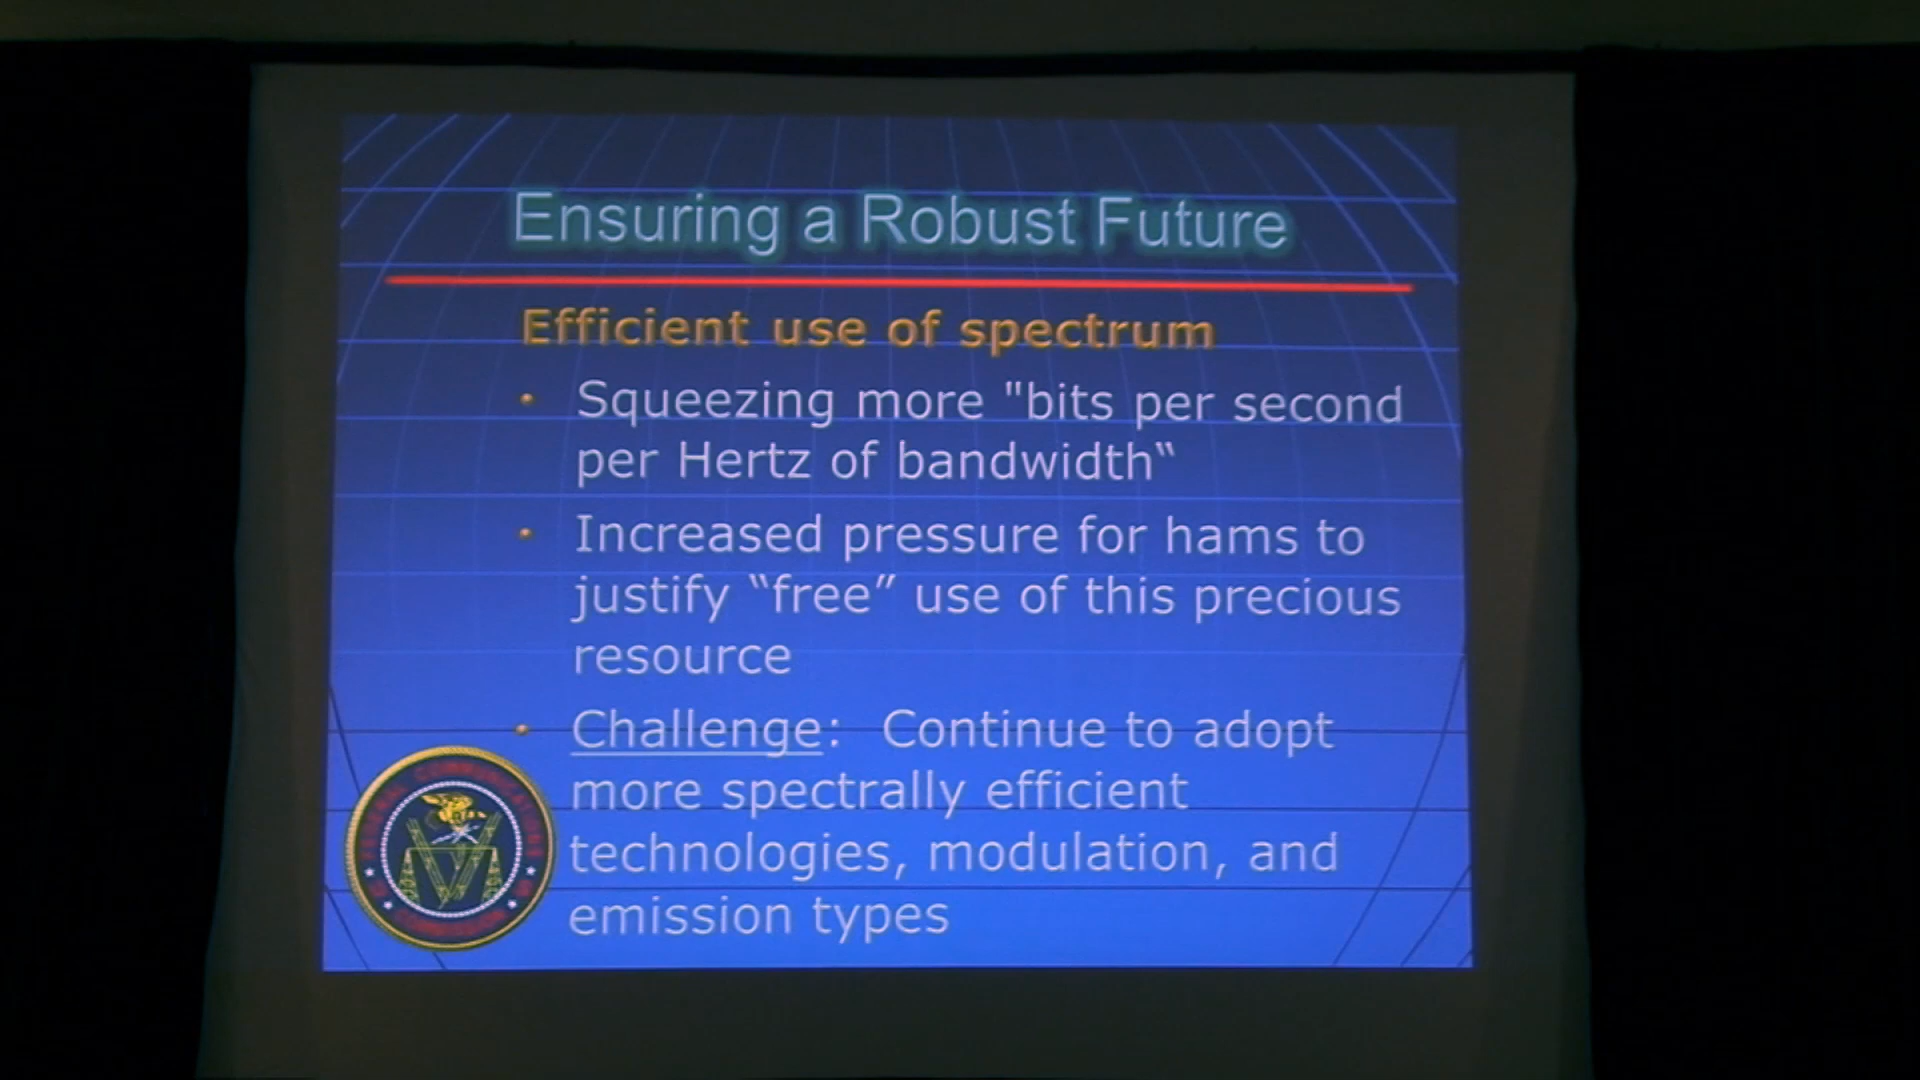 Ensuring a Robust Future
Efficient use of spectrum
• Squeezing more "bits per second
per Hertz of bandwidth“
• Increased pressure for hams to
justify “free” use of this precious
resource
• Challenge: Continue to adopt
more spectrally efficient
technologies, modulation, and
emission types